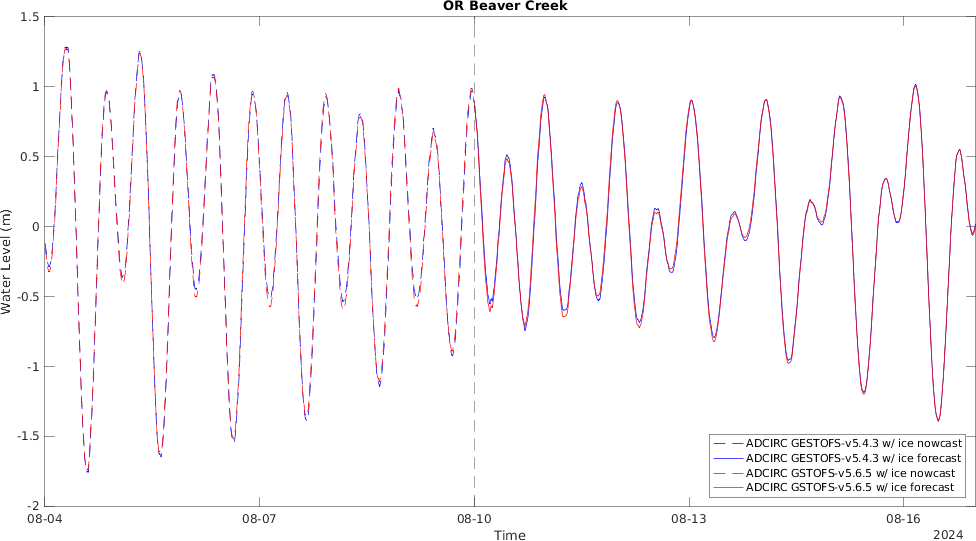 OR Beaver Creek
1.5
1
0.5
0
-0.5
-1
-1.5
-2
Water Level (m)
08-04
08-07
08-10
08-13
08-16
Time
2024
ADCIRC GESTOFS-v5.4.3 w/ ice nowcast
ADCIRC GESTOFS-v5.4.3 w/ ice forecast
ADCIRC GSTOFS-v5.6.5 w/ ice nowcast
ADCIRC GSTOFS-v5.6.5 w/ ice forecast